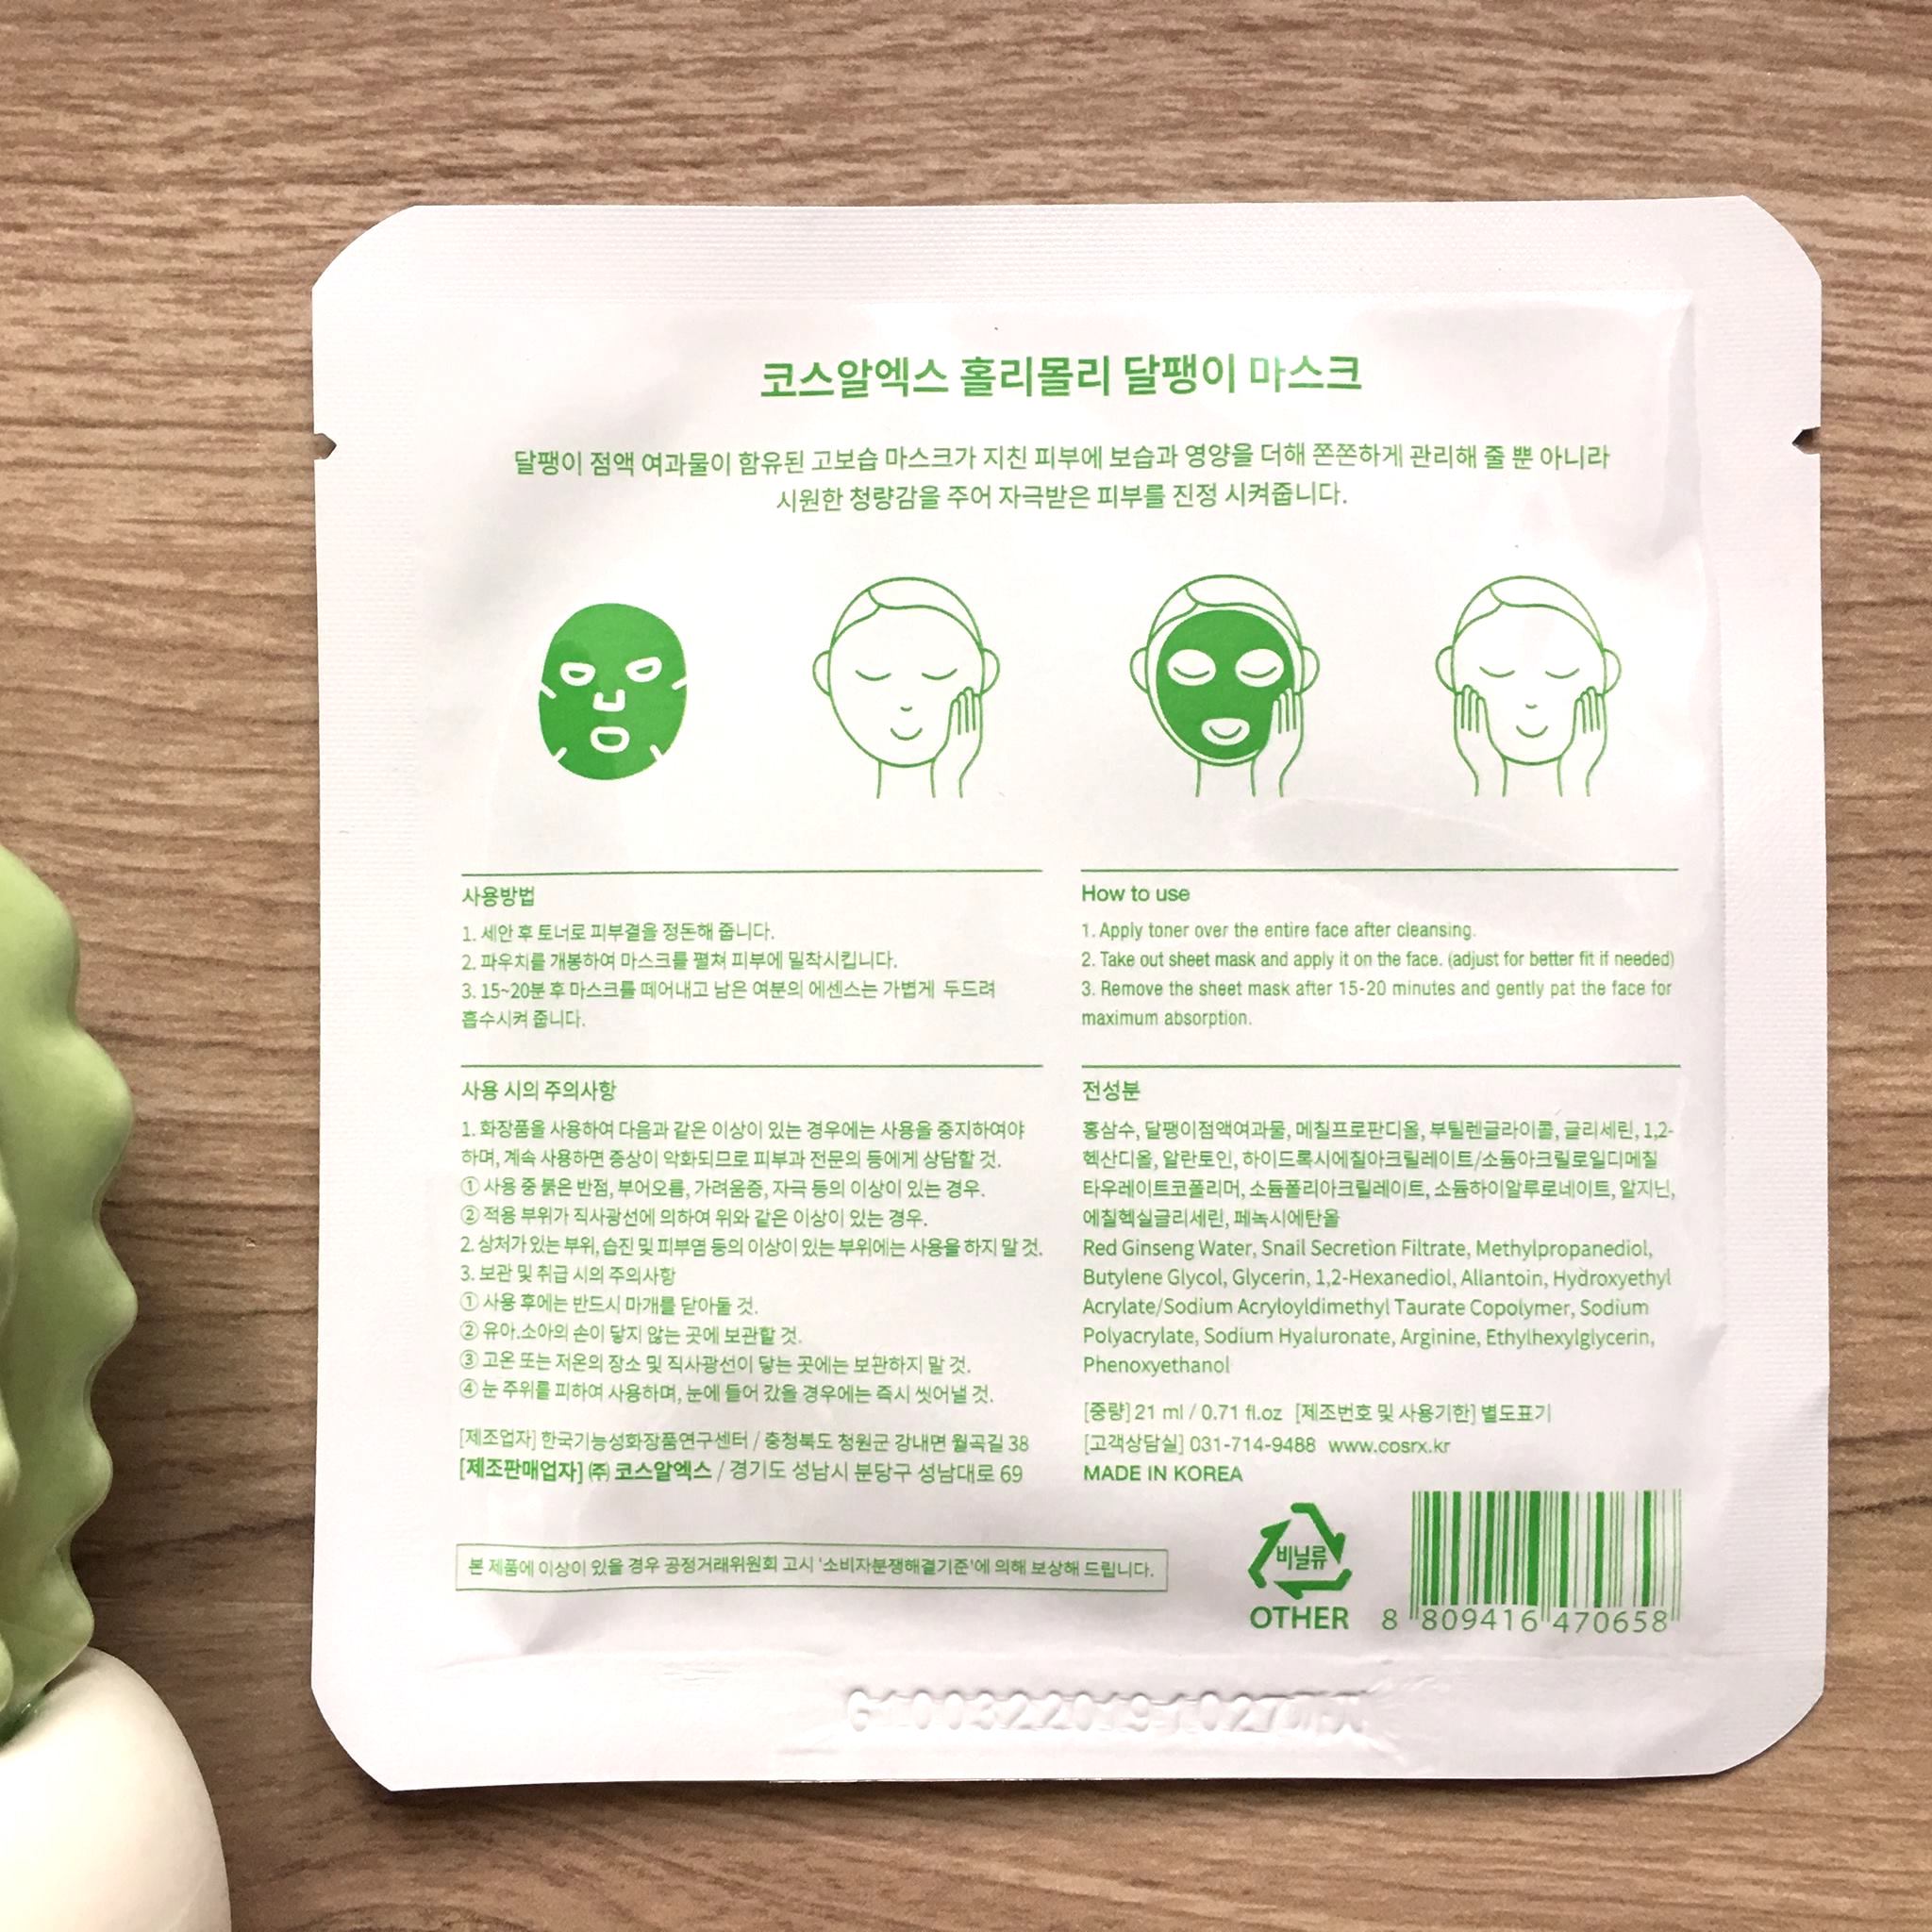 코스알엑스 홀리몰리 달팽이 마스크
달팽이 점액 여과물이 함유된 고보습 마스크가 지친 피부에 보습과 영양을 더해 쫀쫀하게 관리해 줄 뿐 아니라
시원한 청량감을 주어 자극받은 피부를 진정 시켜줍니다.
사용방법
1. 세안 후 토너로 피부결을 정돈해 줍니다.
2. 파우치를 개봉하여 마스크를 펼쳐 피부에 밀착시킵니다.
3. 15~20분 후 마스크를 떼어내고 남은 여분의 에센스는 가볍게 두드려
흡수시켜 줍니다.
How to use
1. Apply toner over the entire face after cleansing.
2. Take out sheet mask and apply it on the face. (adjust for better fit if needed)
3. Remove the sheet mask after 15-20 minutes and gently pat the face for
maximum absorption.
사용 시의 주의사항
1. 화장품을 사용하여 다음과 같은 이상이 있는 경우에는 사용을 중지하여야
하며, 계속 사용하면 증상이 악화되므로 피부과 전문의 등에게 상담할 것.
① 사용 중 붉은 반점, 부어오름, 가려움증, 자극 등의 이상이 있는 경우.
② 적용 부위가 직사광선에 의하여 위와 같은 이상이 있는 경우.
2. 상처가 있는 부위, 습진 및 피부염 등의 이상이 있는 부위에는 사용을 하지 말 것.
3. 보관 및 취급 시의 주의사항
① 사용 후에는 반드시 마개를 닫아둘 것.
② 유아.소아의 손이 닿지 않는 곳에 보관할 것.
③ 고온 또는 저온의 장소 및 직사광선이 닿는 곳에는 보관하지 말 것.
④ 눈 주위를 피하여 사용하며, 눈에 들어 갔을 경우에는 즉시 씻어낼 것.
[제조업자] 한국기능성화장품연구센터 / 충청북도 청원군 강내면 월곡길 38
[제조판매업자] ㈜ 코스알엑스 / 경기도 성남시 분당구 성남대로 69
전성분
홍삼수, 달팽이점액여과물, 메칠프로판디올, 부틸렌글라이콜, 글리세린, 1,2-
헥산디올, 알란토인, 하이드록시에칠아크릴레이트/소듐아크릴로일디메칠
타우레이트코폴리머, 소듐폴리아크릴레이트, 소듐하이알루로네이트, 알지닌,
에칠헥실글리세린, 페녹시에탄올
Red Ginseng Water, Snail Secretion Filtrate, Methylpropanediol,
Butylene Glycol, Glycerin, 1,2-Hexanediol, Allantoin, Hydroxyethyl
Acrylate/Sodium Acryloyldimethyl Taurate Copolymer, Sodium
Polyacrylate, Sodium Hyaluronate, Arginine, Ethylhexylglycerin,
Phenoxyethanol
[중량] 21 ml / 0.71 fl.oz [제조번호 및 사용기한] 별도표기
[고객상담실] 031-714-9488 www.cosrx.kr
MADE IN KOREA
본 제품에 이상이 있을 경우 공정거래위원회 고시 '소비자분쟁해결기준'에 의해 보상해 드립니다.
비닐류
OTHER
8 809416 470658
61003220191027까지